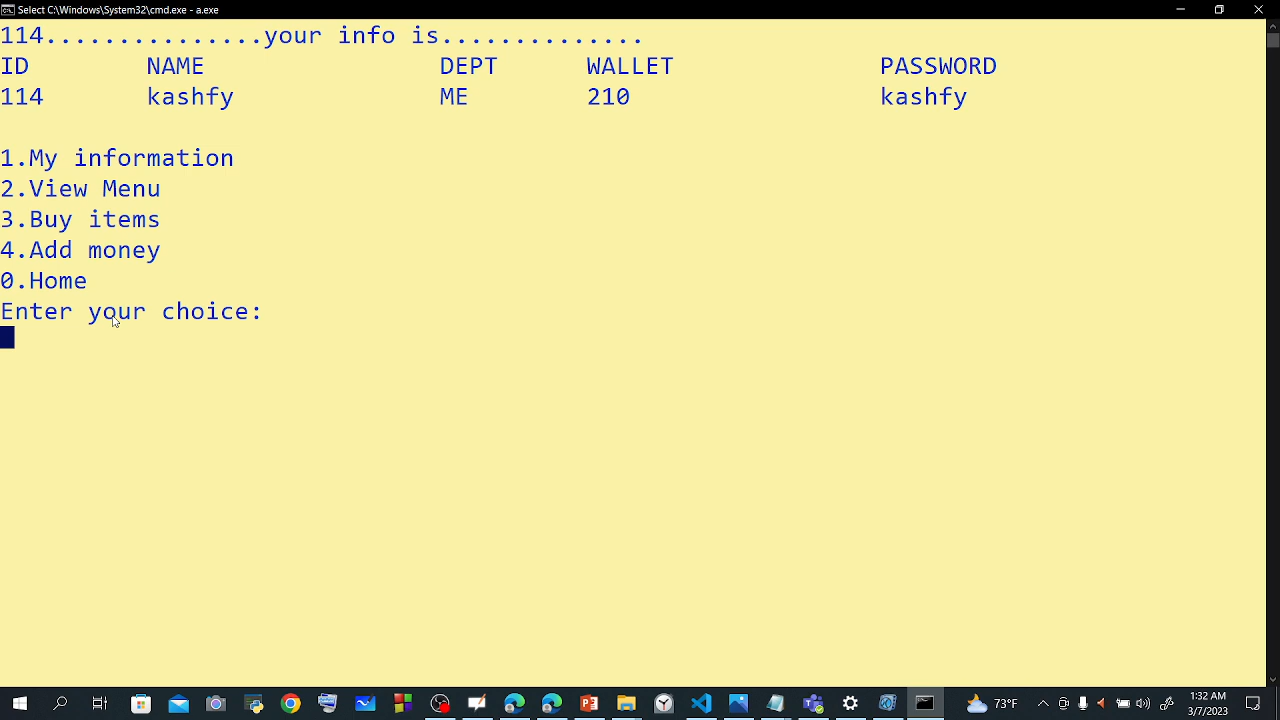 Select C:\Windows\System32\cmd.exe - a.exe
114...............your info is..............
ID NAME DEPT WALLET PASSWORD
114 kashfy ME 210 kashfy
1.My information
2.View Menu
3.Buy items
4.Add money
0.Home
Enter your choice:
73°F
1:32 AM
3/7/2023